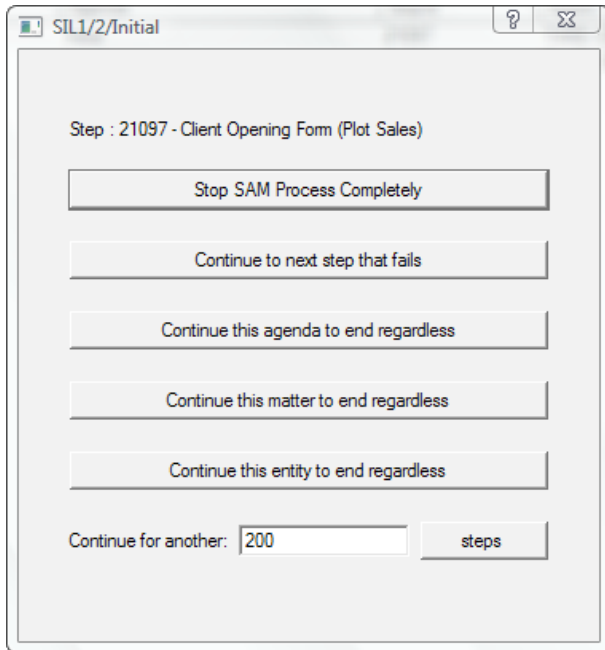 SIL1/2/Initial
Step : 21097 - Client Opening Form (Plot Sales)
Stop SAM Process Completely
Continue to next step that fails
Continue this agenda to end regardless
Continue this matter to end regardless
Continue this entity to end regardless
Continue for another: 200 steps